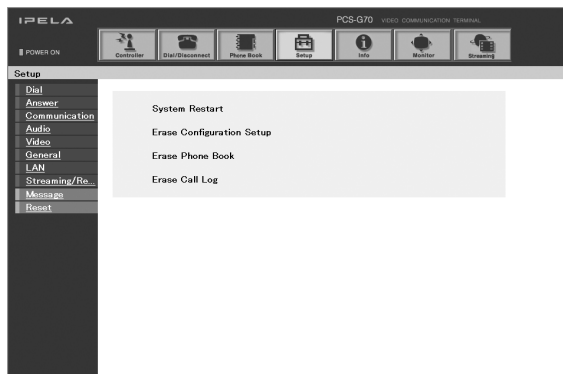 IPELA
PCS-G70 VIDEO COMMUNICATION TERMINAL
POWER ON
Controller
Dial/Disconnect
Phone Book
Setup
Info
Monitor
Streaming
Setup
Dial
Answer
Communication
Audio
Video
General
LAN
Streaming/Re...
Message
Reset
System Restart
Erase Configuration Setup
Erase Phone Book
Erase Call Log